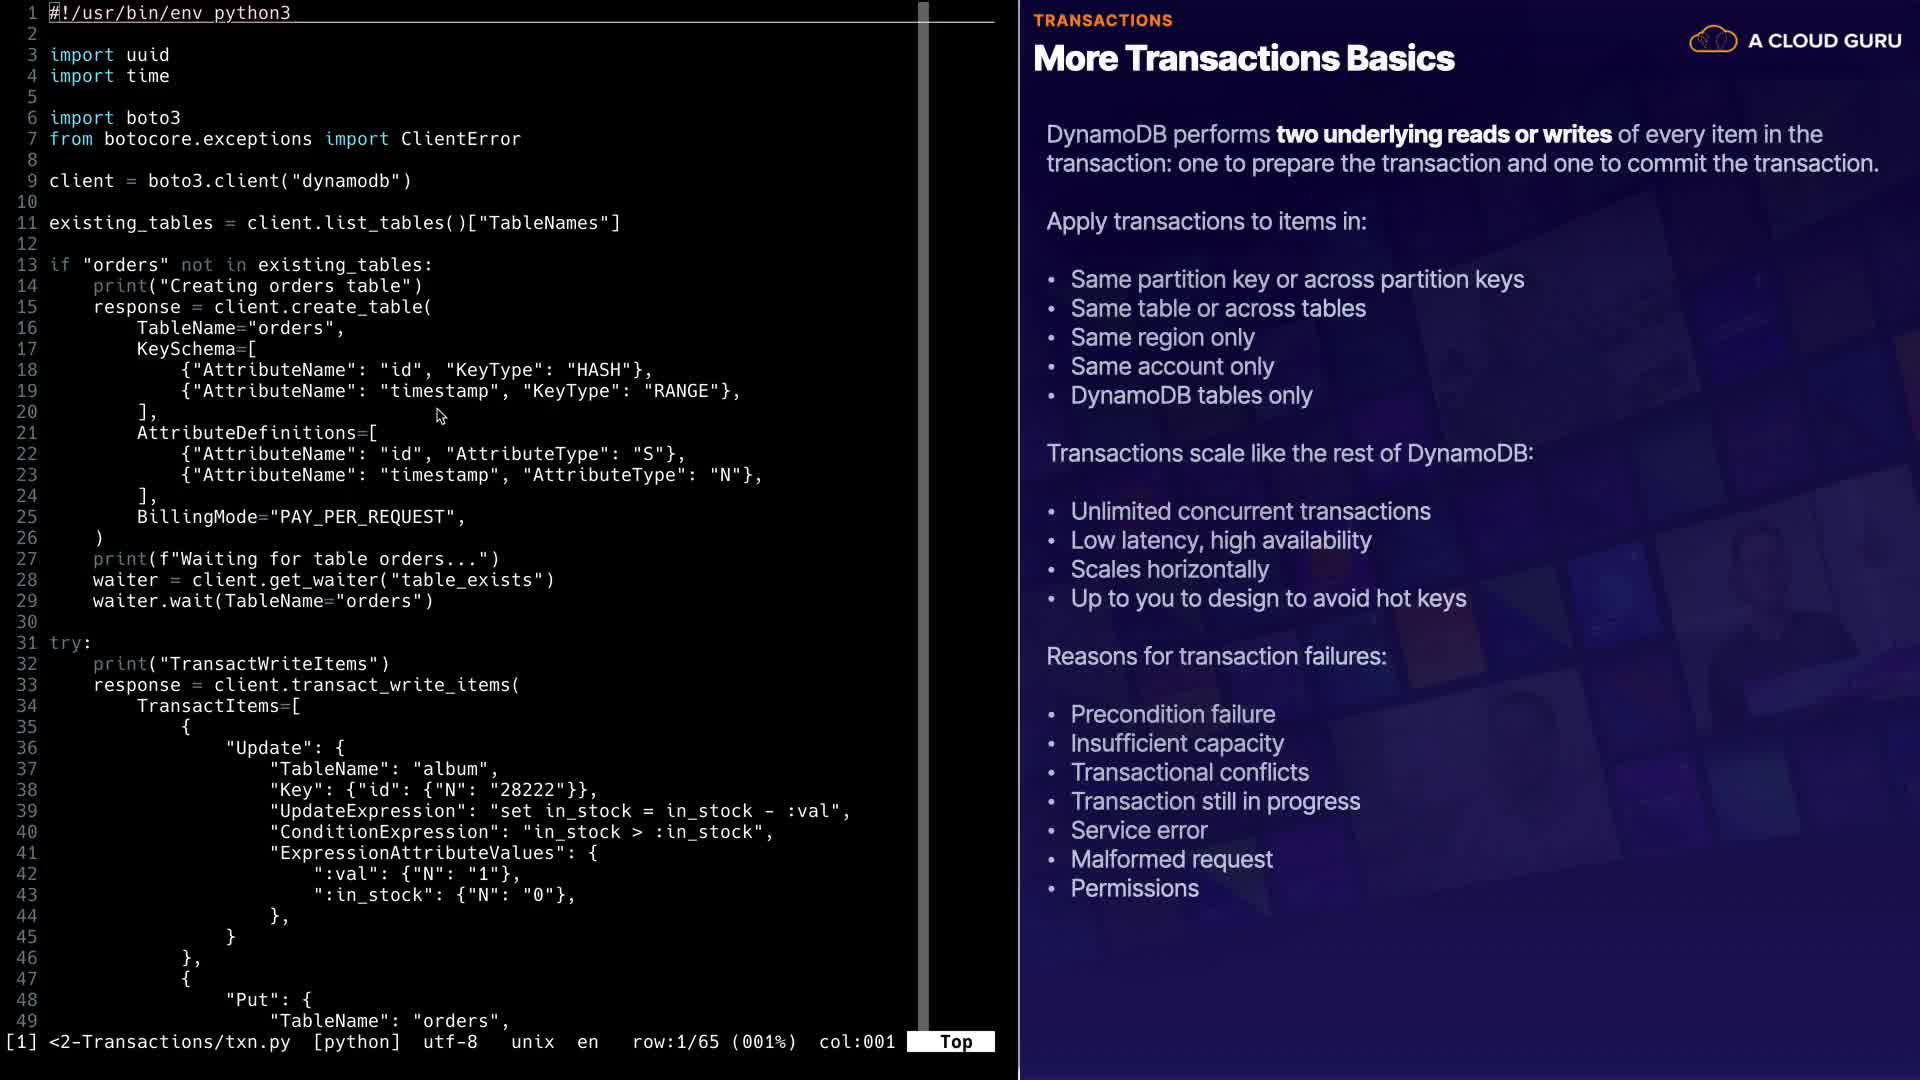 1 #!/usr/bin/env python3
2
3 import uuid
4 import time
5
6 import boto3
7 from botocore.exceptions import ClientError
8
9 client = boto3.client("dynamodb")
10
11 existing_tables = client.list_tables()["TableNames"]
12
13 if "orders" not in existing_tables:
14     print("Creating orders table")
15     response = client.create_table(
16         TableName="orders",
17         KeySchema=[
18             {"AttributeName": "id", "KeyType": "HASH"},
19             {"AttributeName": "timestamp", "KeyType": "RANGE"},
20         ],
21         AttributeDefinitions=[
22             {"AttributeName": "id", "AttributeType": "S"},
23             {"AttributeName": "timestamp", "AttributeType": "N"},
24         ],
25         BillingMode="PAY_PER_REQUEST",
26     )
27     print(f"Waiting for table orders...")
28     waiter = client.get_waiter("table_exists")
29     waiter.wait(TableName="orders")
30
31 try:
32     print("TransactWriteItems")
33     response = client.transact_write_items(
34         TransactItems=[
35             {
36                 "Update": {
37                     "TableName": "album",
38                     "Key": {"id": {"N": "28222"}},
39                     "UpdateExpression": "set in_stock = in_stock - :val",
40                     "ConditionExpression": "in_stock > :in_stock",
41                     "ExpressionAttributeValues": {
42                         ":val": {"N": "1"},
43                         ":in_stock": {"N": "0"},
44                     },
45                 }
46             },
47             {
48                 "Put": {
49                     "TableName": "orders",
[1] <2-Transactions/txn.py [python] utf-8 unix en row:1/65 (001%) col:001 Top
TRANSACTIONS
More Transactions Basics
A CLOUD GURU
DynamoDB performs two underlying reads or writes of every item in the
transaction: one to prepare the transaction and one to commit the transaction.
Apply transactions to items in:
• Same partition key or across partition keys
• Same table or across tables
• Same region only
• Same account only
• DynamoDB tables only
Transactions scale like the rest of DynamoDB:
• Unlimited concurrent transactions
• Low latency, high availability
• Scales horizontally
• Up to you to design to avoid hot keys
Reasons for transaction failures:
• Precondition failure
• Insufficient capacity
• Transactional conflicts
• Transaction still in progress
• Service error
• Malformed request
• Permissions